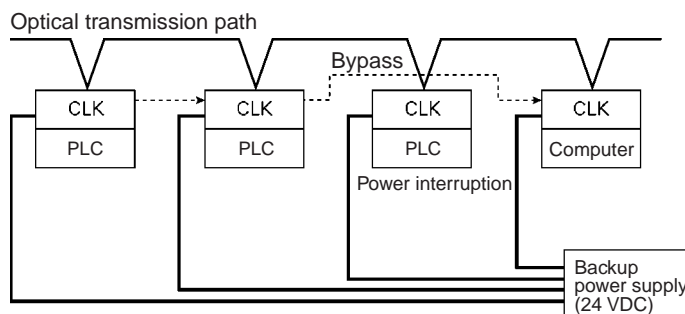 Optical transmission path
Bypass
CLK CLK CLK CLK
PLC PLC PLC Computer
Power interruption
Backup
power supply
(24 VDC)